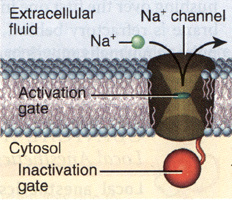 Extracellular
fluid
Na+ channel
Na+
Activation
gate
Cytosol
Inactivation
gate